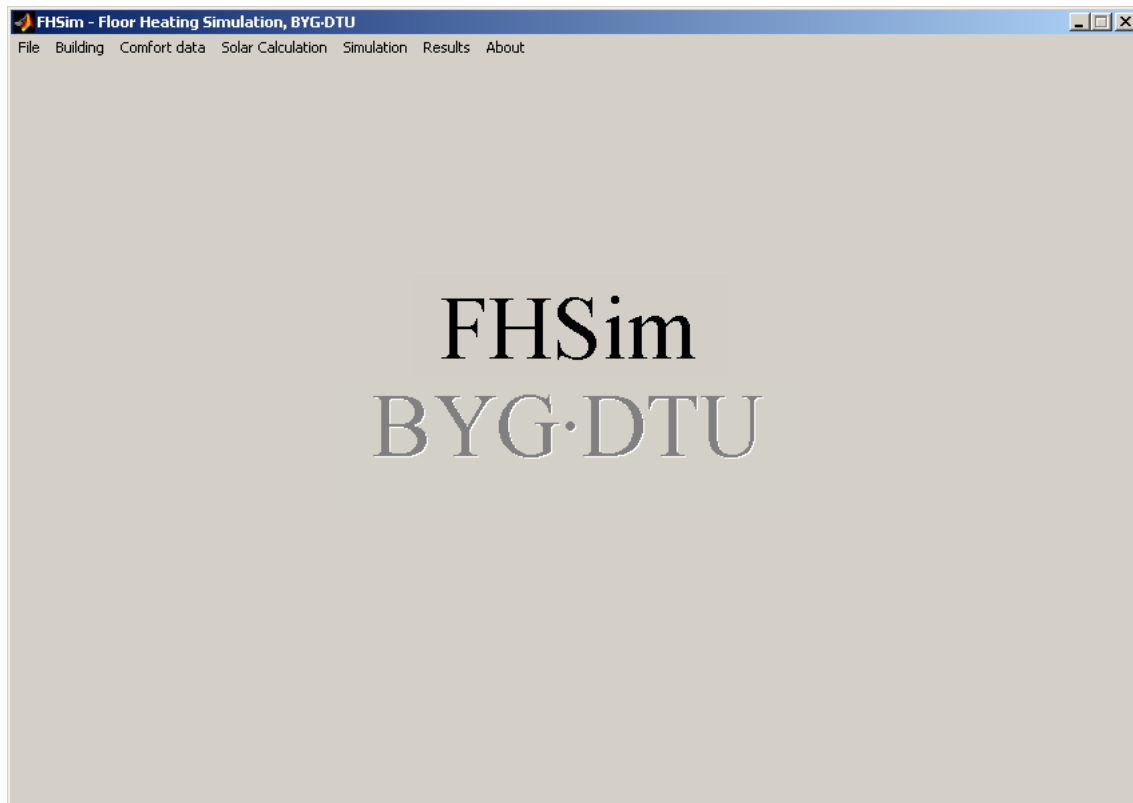 FHSim - Floor Heating Simulation, BYG·DTU
File Building Comfort data Solar Calculation Simulation Results About
FHSim
BYG·DTU